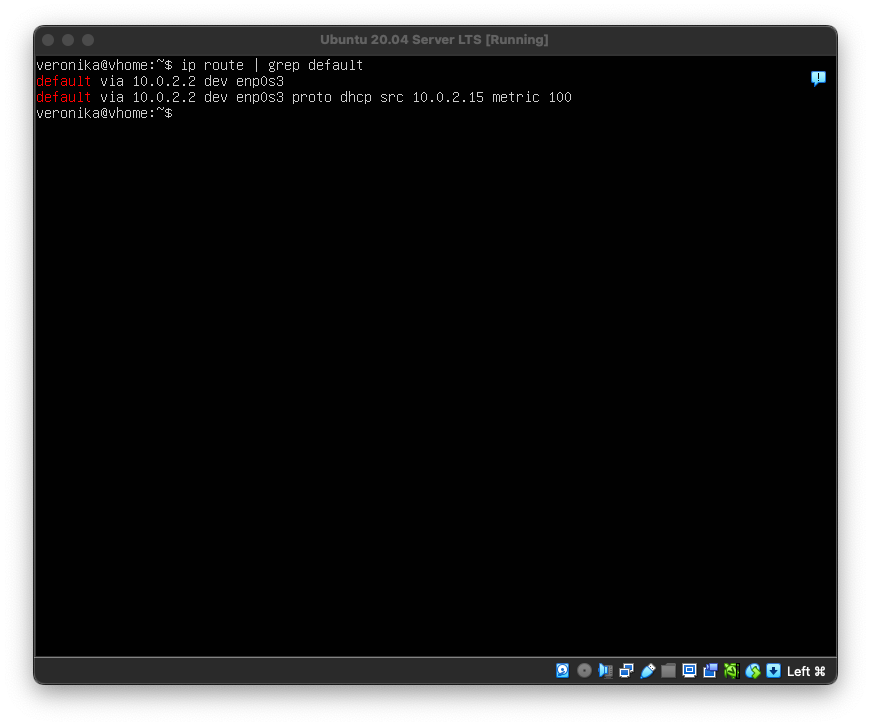 Ubuntu 20.04 Server LTS [Running]
veronika@vhome:~$ ip route | grep default
default via 10.0.2.2 dev enp0s3
default via 10.0.2.2 dev enp0s3 proto dhcp src 10.0.2.15 metric 100
veronika@vhome:~$
Left ⌘